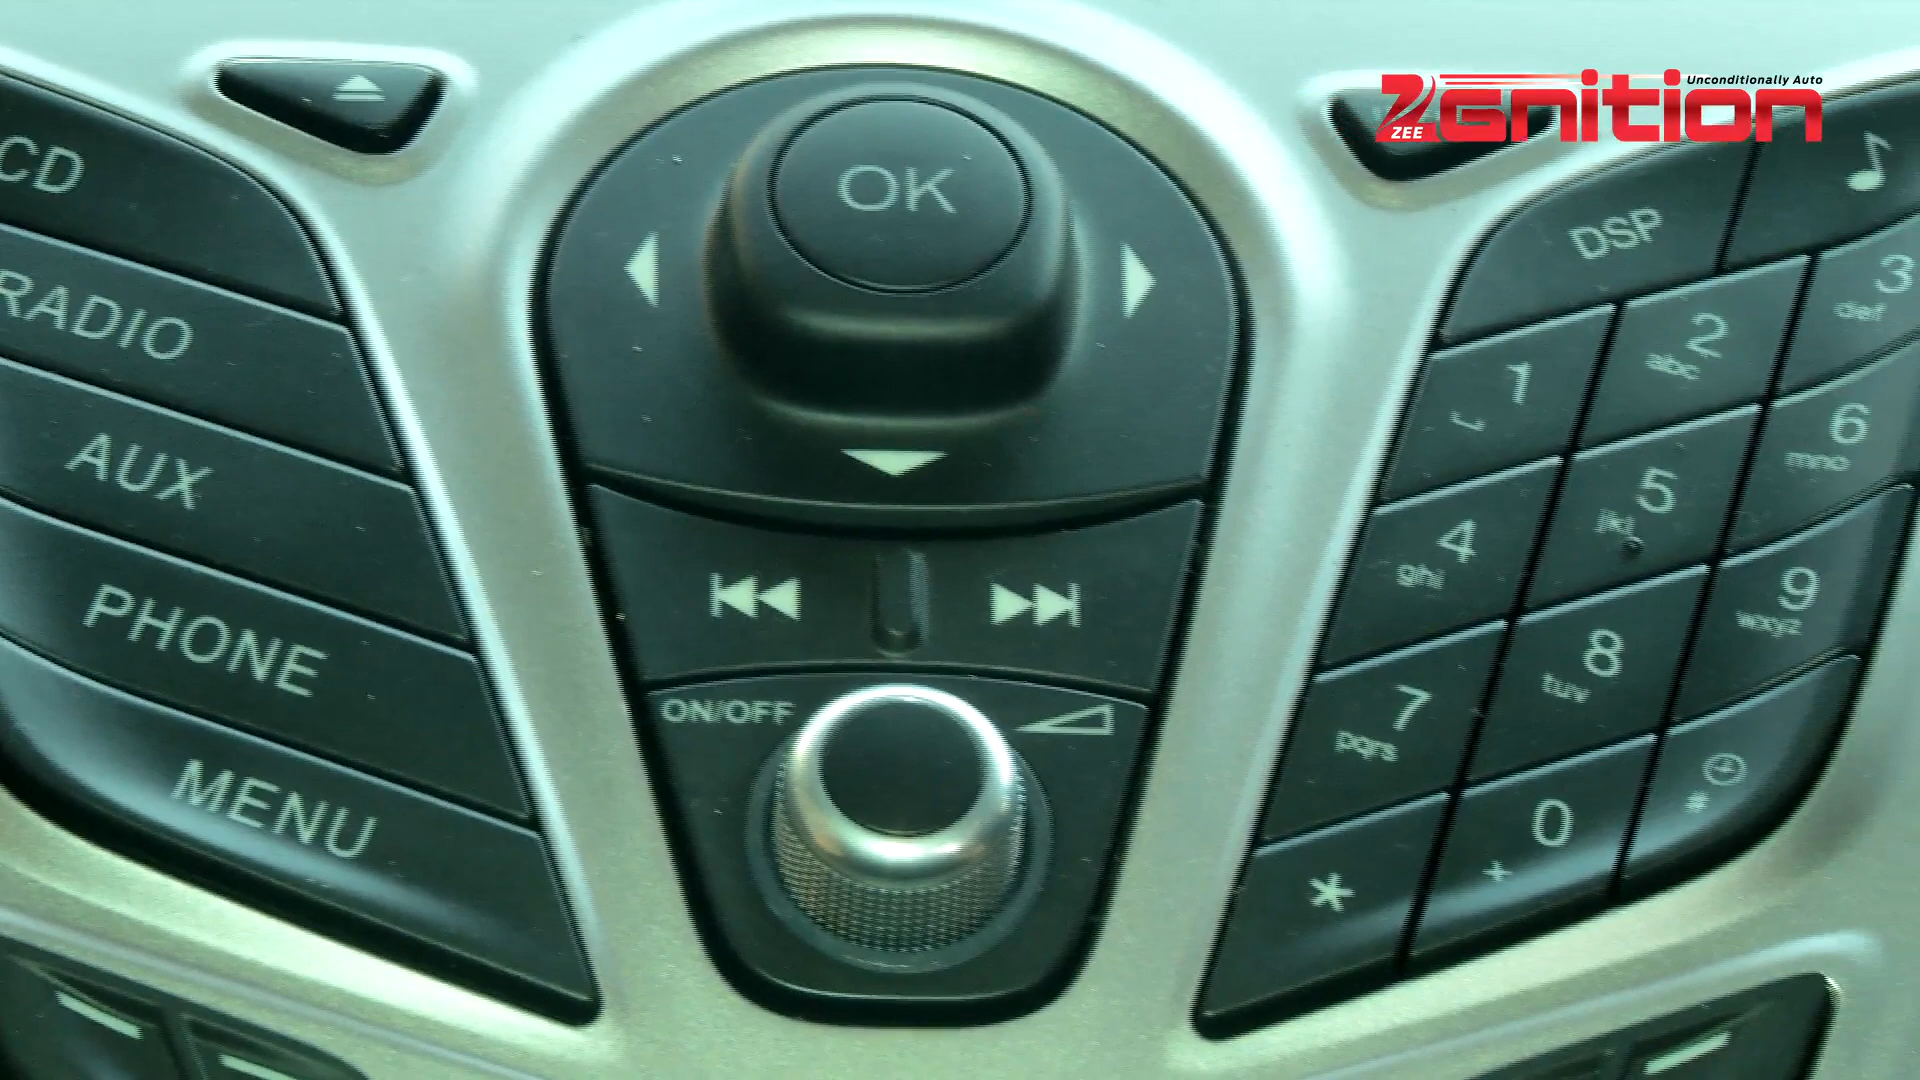 Unconditionally Auto
ZEE Zignition
CD
RADIO
AUX
PHONE
MENU
OK
ON/OFF
DSP
1
2 abc
3 def
4 ghi
5 jkl
6 mno
7 pqrs
8 tuv
9 wxyz
*
0 +
#